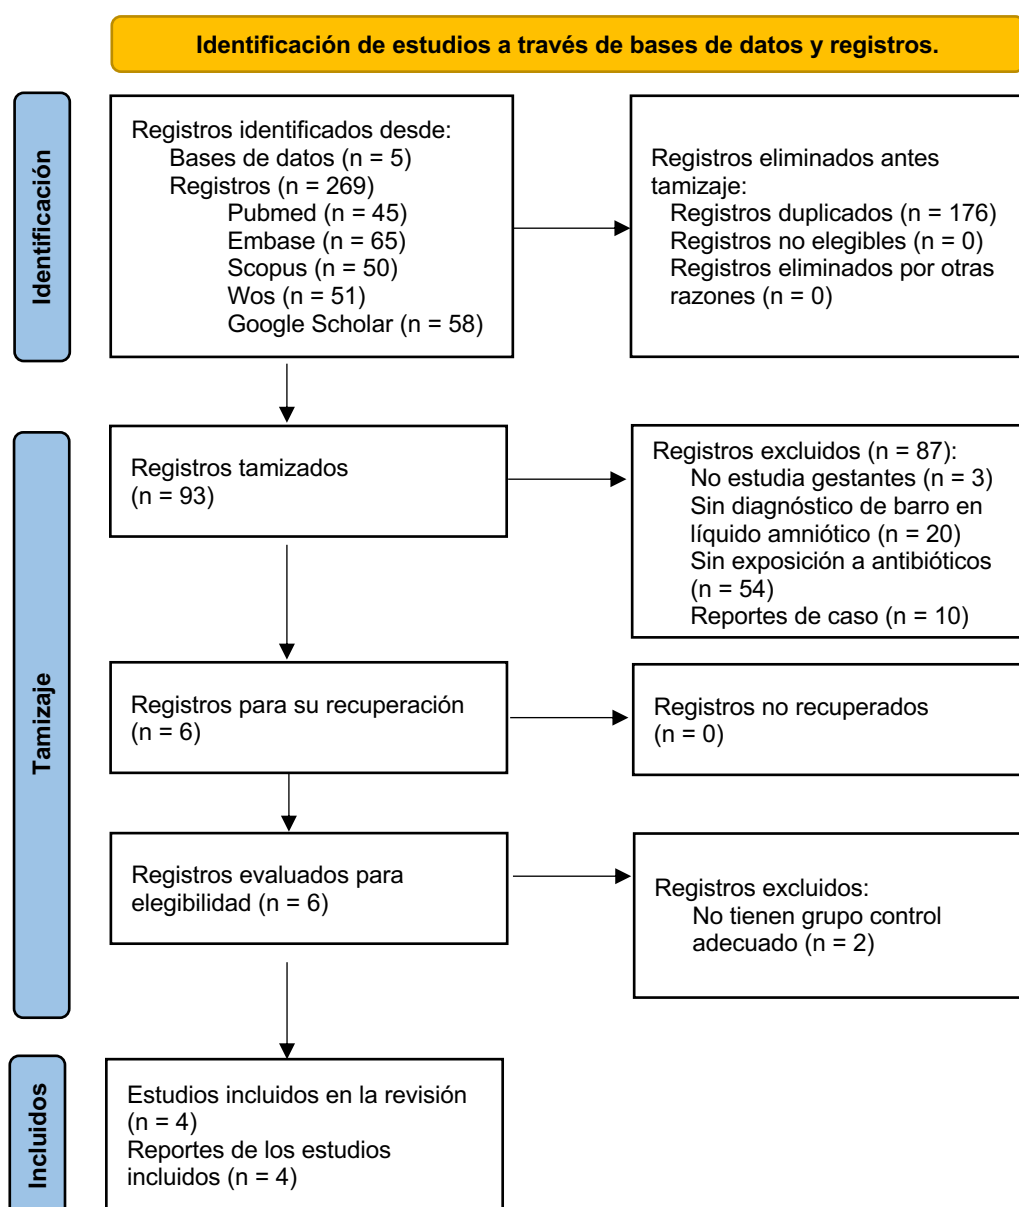 Identificación de estudios a través de bases de datos y registros.
Identificación
Registros identificados desde:
Bases de datos (n = 5)
Registros (n = 269)
Pubmed (n = 45)
Embase (n = 65)
Scopus (n = 50)
Wos (n = 51)
Google Scholar (n = 58)
Registros eliminados antes
tamizaje:
Registros duplicados (n = 176)
Registros no elegibles (n = 0)
Registros eliminados por otras
razones (n = 0)
Tamizaje
Registros tamizados
(n = 93)
Registros excluidos (n = 87):
No estudia gestantes (n = 3)
Sin diagnóstico de barro en
líquido amniótico (n = 20)
Sin exposición a antibióticos
(n = 54)
Reportes de caso (n = 10)
Registros para su recuperación
(n = 6)
Registros no recuperados
(n = 0)
Registros evaluados para
elegibilidad (n = 6)
Registros excluidos:
No tienen grupo control
adecuado (n = 2)
Incluidos
Estudios incluidos en la revisión
(n = 4)
Reportes de los estudios
incluidos (n = 4)